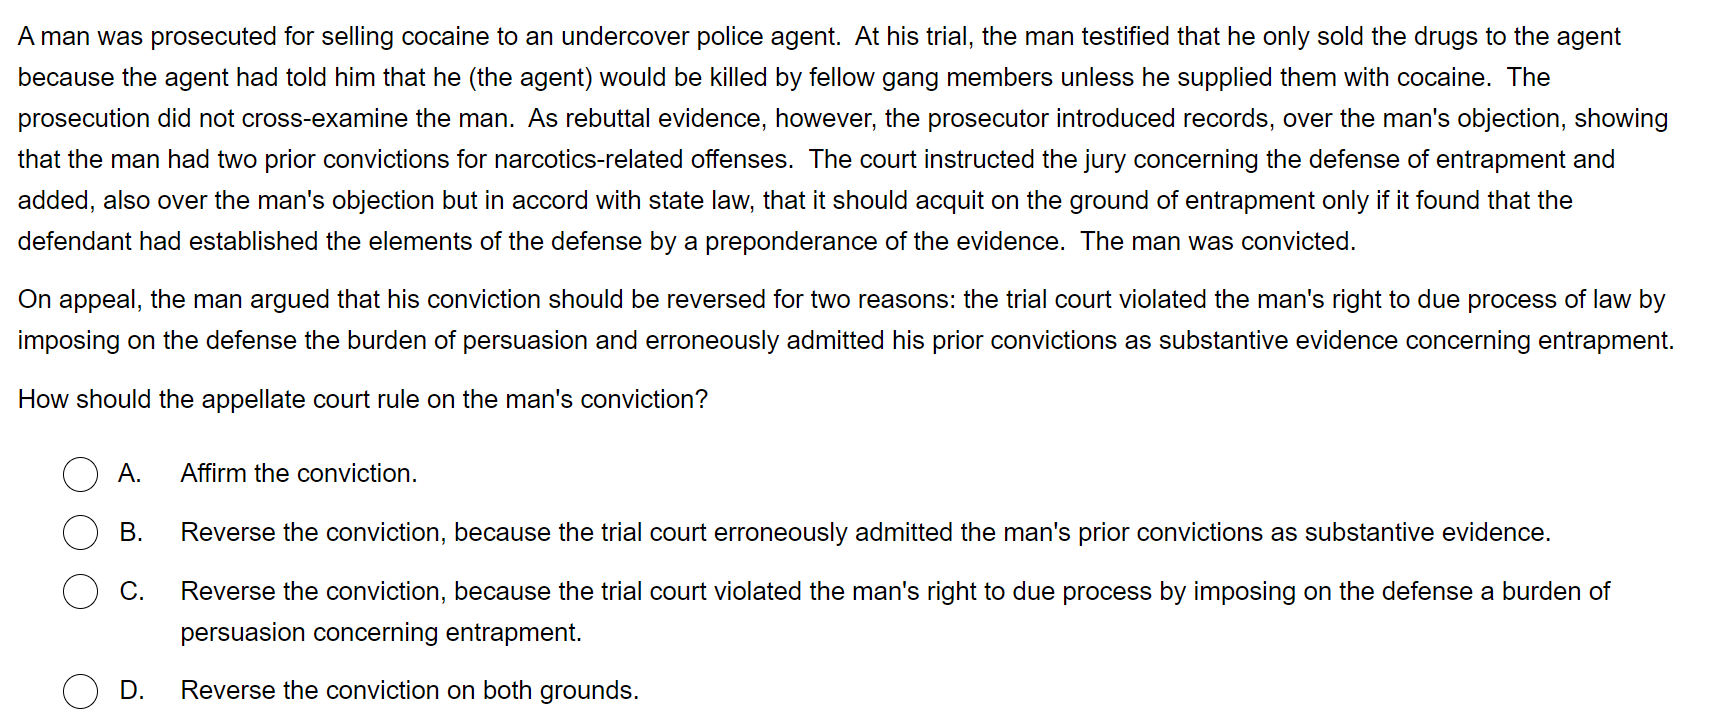 A man was prosecuted for selling cocaine to an undercover police agent.  At his trial, the man testified that he only sold the drugs to the agent
because the agent had told him that he (the agent) would be killed by fellow gang members unless he supplied them with cocaine.  The
prosecution did not cross-examine the man.  As rebuttal evidence, however, the prosecutor introduced records, over the man's objection, showing
that the man had two prior convictions for narcotics-related offenses.  The court instructed the jury concerning the defense of entrapment and
added, also over the man's objection but in accord with state law, that it should acquit on the ground of entrapment only if it found that the
defendant had established the elements of the defense by a preponderance of the evidence.  The man was convicted.
On appeal, the man argued that his conviction should be reversed for two reasons: the trial court violated the man's right to due process of law by
imposing on the defense the burden of persuasion and erroneously admitted his prior convictions as substantive evidence concerning entrapment.
How should the appellate court rule on the man's conviction?
A. Affirm the conviction.
B. Reverse the conviction, because the trial court erroneously admitted the man's prior convictions as substantive evidence.
C. Reverse the conviction, because the trial court violated the man's right to due process by imposing on the defense a burden of
persuasion concerning entrapment.
D. Reverse the conviction on both grounds.